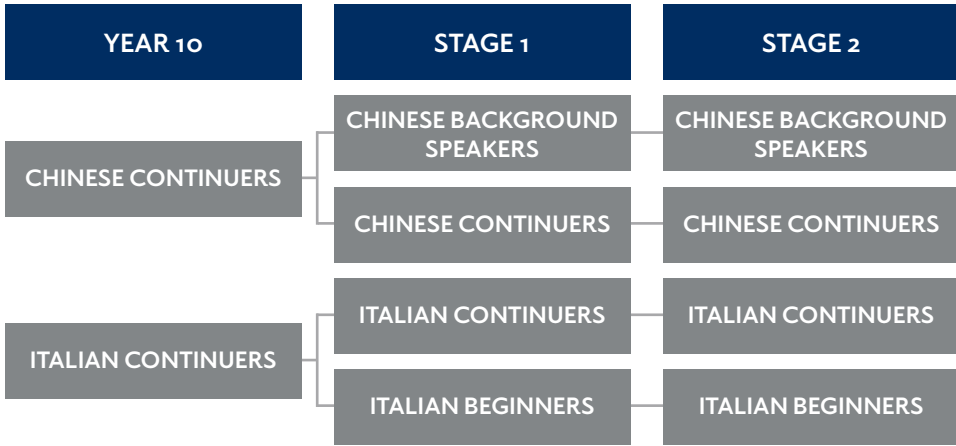 YEAR 10
STAGE 1
STAGE 2
CHINESE CONTINUERS
CHINESE BACKGROUND
SPEAKERS
CHINESE BACKGROUND
SPEAKERS
CHINESE CONTINUERS
CHINESE CONTINUERS
ITALIAN CONTINUERS
ITALIAN CONTINUERS
ITALIAN CONTINUERS
ITALIAN BEGINNERS
ITALIAN BEGINNERS